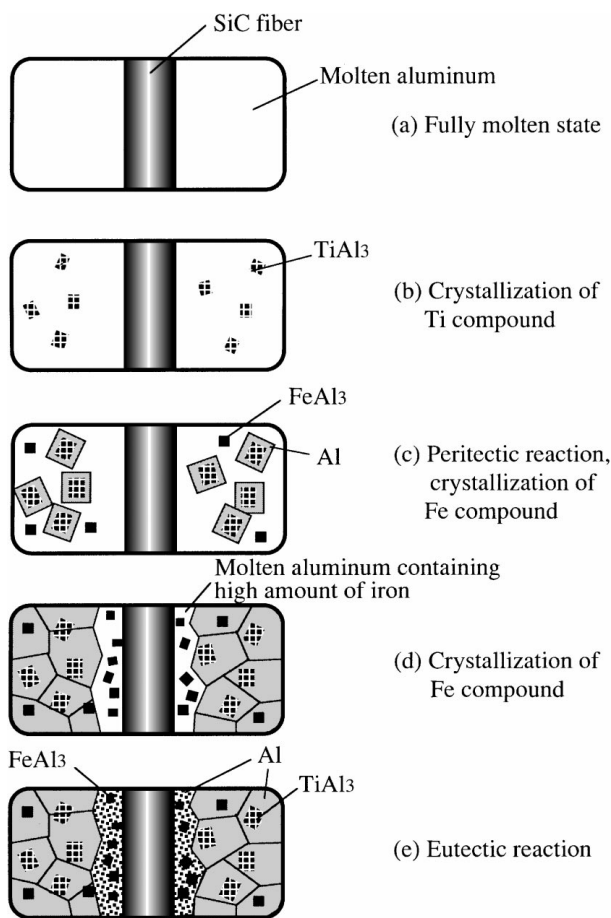 SiC fiber
Molten aluminum
(a) Fully molten state
TiAl3
(b) Crystallization of
Ti compound
FeAl3
Al
(c) Peritectic reaction,
crystallization of
Fe compound
Molten aluminum containing
high amount of iron
(d) Crystallization of
Fe compound
FeAl3
Al
TiAl3
(e) Eutectic reaction